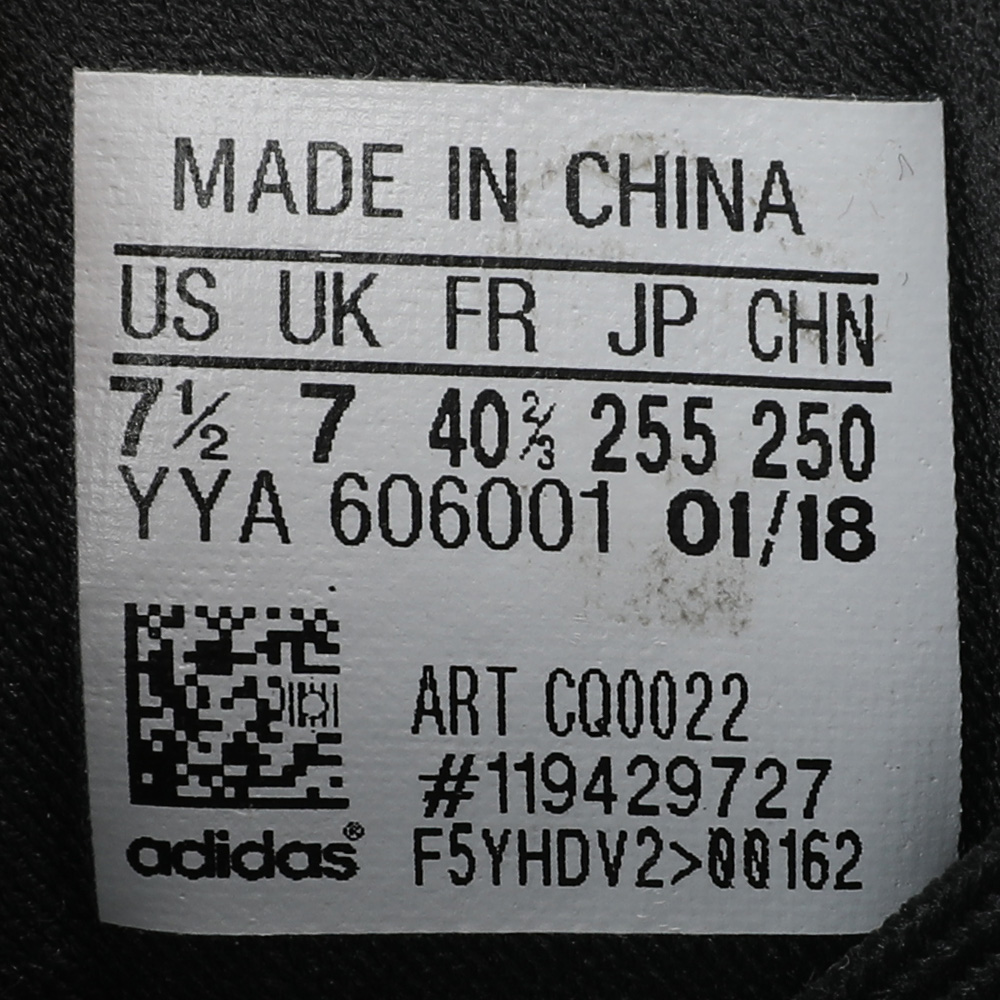 MADE IN CHINA
US UK FR JP CHN
7½ 7 40⅔ 255 250
YYA 606001 01/18
ART CQ0022
#119429727
adidas® F5YHDV2>00162